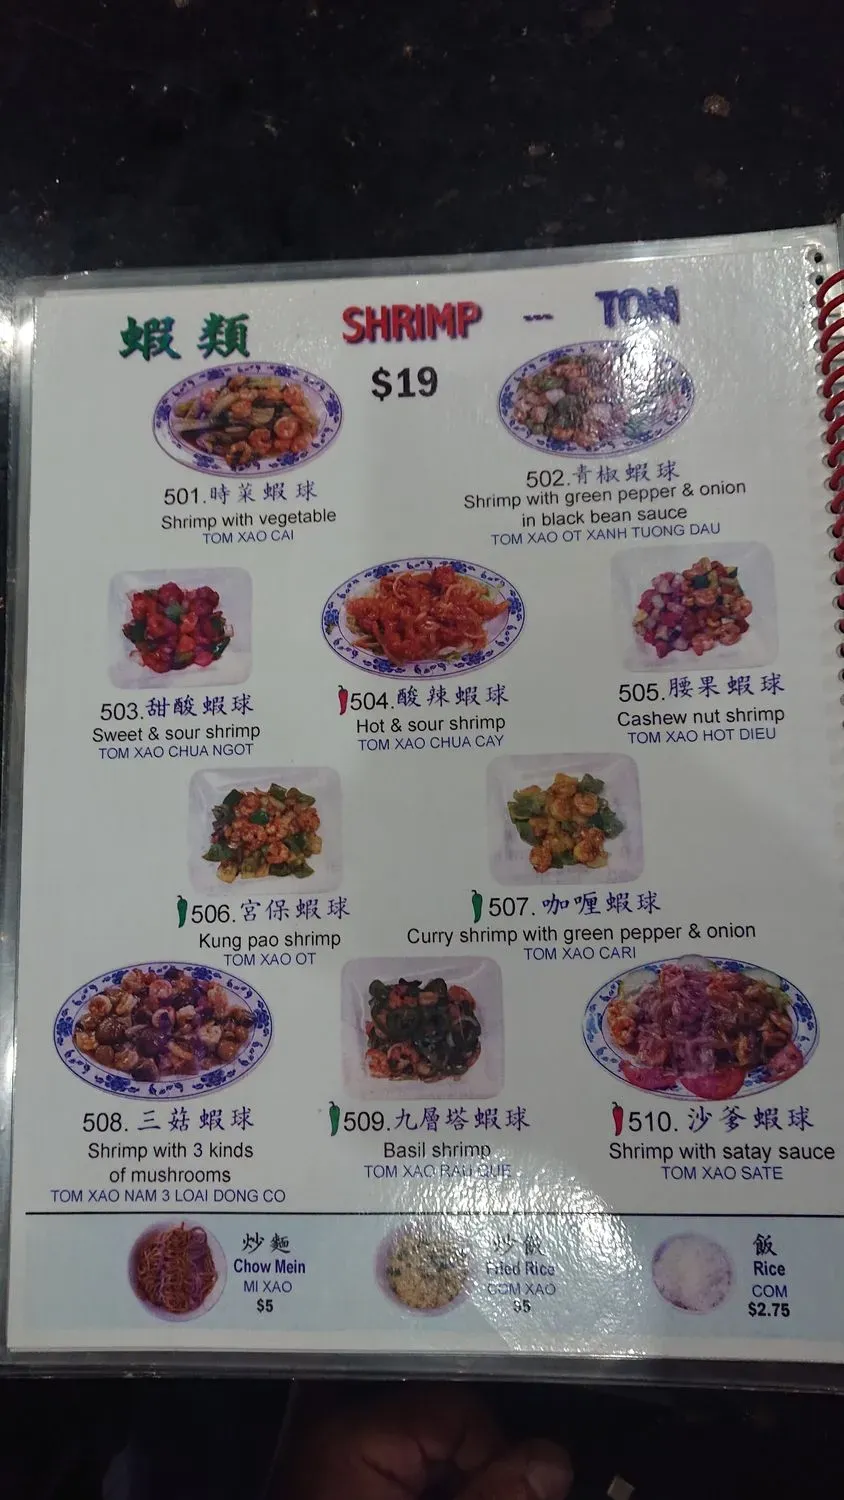 蝦類 SHRIMP --- TOM
$19
501.時菜蝦球
Shrimp with vegetable
TOM XAO CAI
502.青椒蝦球
Shrimp with green pepper & onion
in black bean sauce
TOM XAO OT XANH TUONG DAU
503.甜酸蝦球
Sweet & sour shrimp
TOM XAO CHUA NGOT
504.酸辣蝦球
Hot & sour shrimp
TOM XAO CHUA CAY
505.腰果蝦球
Cashew nut shrimp
TOM XAO HOT DIEU
506.宮保蝦球
Kung pao shrimp
TOM XAO OT
507.咖喱蝦球
Curry shrimp with green pepper & onion
TOM XAO CARI
508.三菇蝦球
Shrimp with 3 kinds
of mushrooms
TOM XAO NAM 3 LOAI DONG CO
509.九層塔蝦球
Basil shrimp
TOM XAO RAU QUE
510.沙爹蝦球
Shrimp with satay sauce
TOM XAO SATE
炒麵
Chow Mein
MI XAO
$5
炒飯
Fried Rice
COM XAO
$5
飯
Rice
COM
$2.75